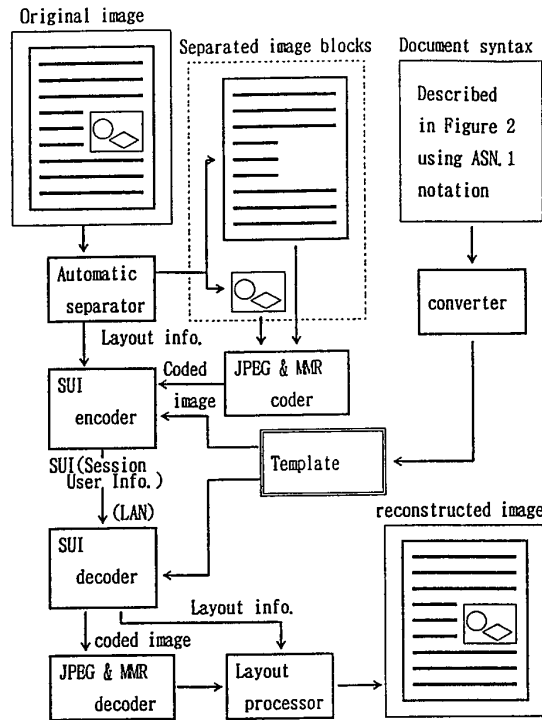 Original image
Separated image blocks
Document syntax
Described
in Figure 2
using ASN.1
notation
Automatic
separator
converter
Layout info.
Coded
image
JPEG & MMR
coder
SUI
encoder
Template
SUI(Session
User Info.)
(LAN)
reconstructed image
SUI
decoder
Layout info.
coded image
JPEG & MMR
decoder
Layout
processor